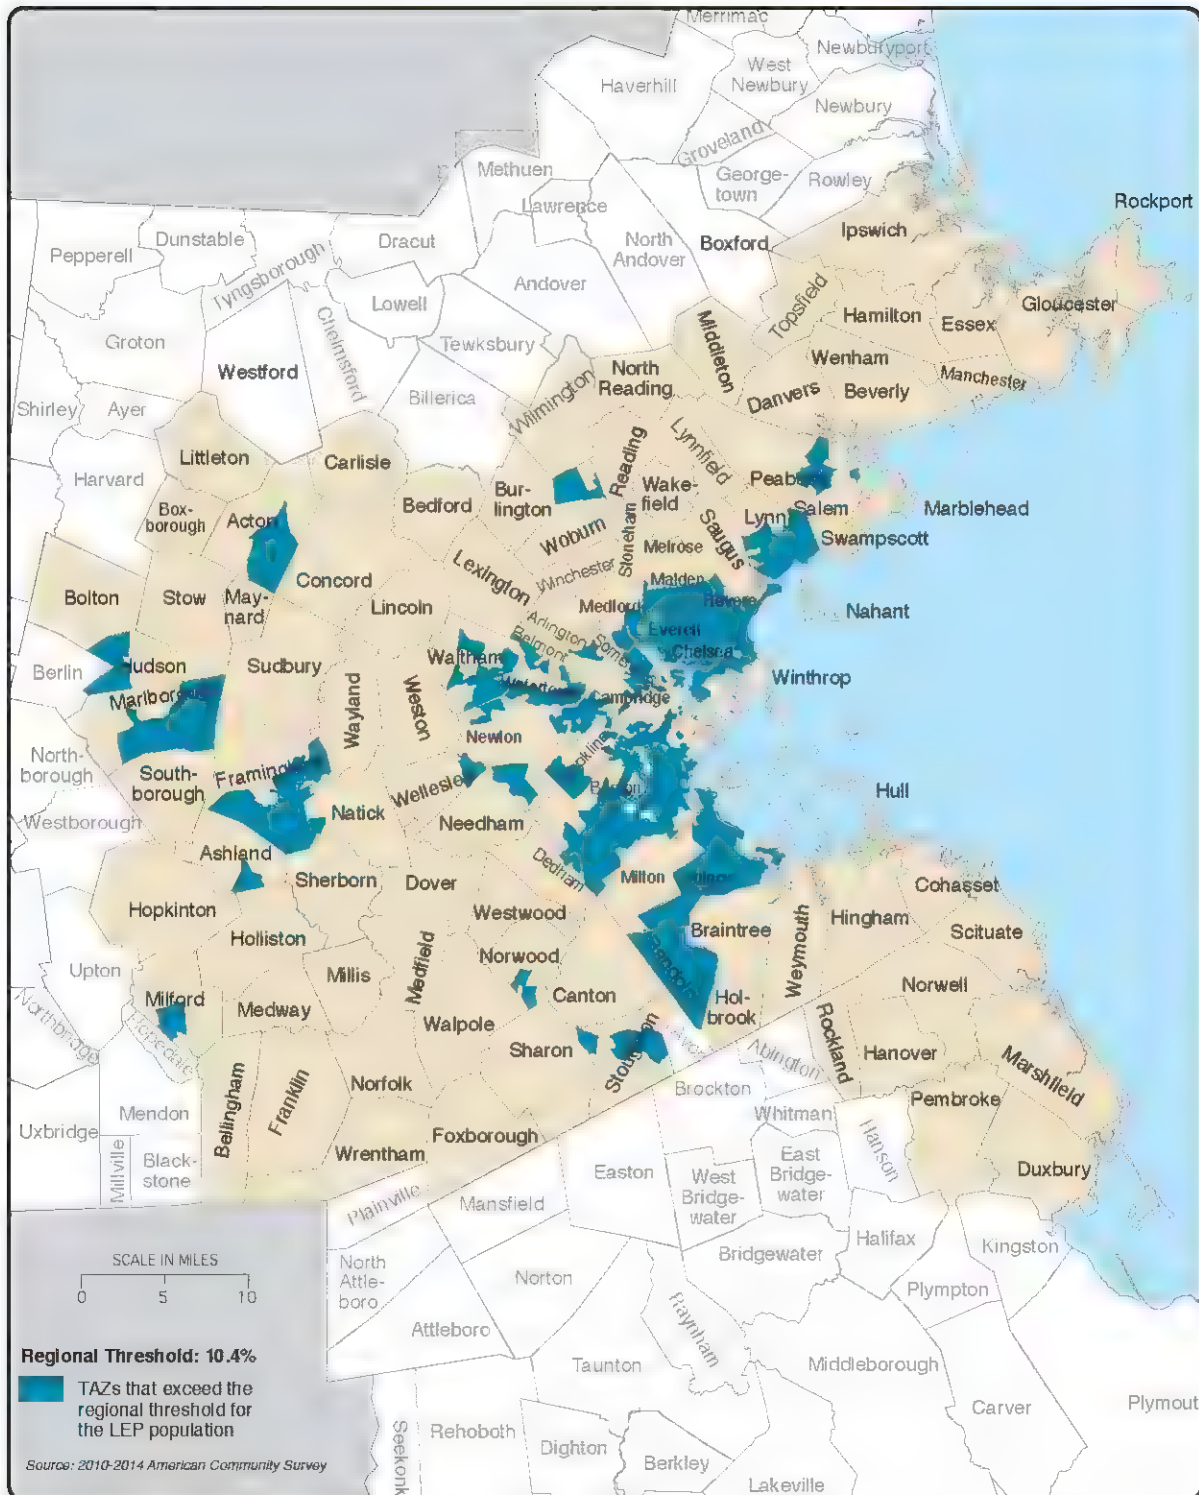 Merrimac
Newburyport
West
Newbury
Haverhill
Newbury
Groveland
George-
town
Rowley
Methuen
Lawrence
Rockport
Ipswich
Boxford
North
Andover
Dunstable
Dracut
Pepperell
Tyngsborough
Andover
Topsfield
Lowell
Hamilton
Gloucester
Essex
Chelmsford
Middleton
Groton
Tewksbury
Wenham
North
Reading
Westford
Manchester
Wilmington
Danvers
Beverly
Billerica
Shirley
Ayer
Lynnfield
Reading
Littleton
Carlisle
Harvard
Peab
Bur-
lington
Wake-
field
Bedford
Salem
Marblehead
Box-
borough
Acton
Lynn
Woburn
Stoneham
Saugus
Swampscott
Melrose
Lexington
Winchester
Concord
Malden
Bolton
Stow
May-
nard
Lincoln
Medford
Revere
Nahant
Arlington
Everett
Belmont
Som
Chelsea
Waltham
Berlin
Hudson
Sudbury
Winthrop
Marlboro
Watertown
Cambridge
Wayland
Weston
Newton
North-
borough
South-
borough
Framing
Wellesle
Hull
Natick
Westborough
Needham
Ashland
Dedham
Sherborn
Dover
Milton
Cohasset
Hopkinton
Westwood
Hingham
Braintree
Weymouth
Scituate
Holliston
Norwood
Medfield
Upton
Millis
Norwell
Milford
Medway
Canton
Hol-
brook
Northbridge
Walpole
Rockland
Sharon
Hanover
Abington
Marshfield
Norfolk
Brockton
Bellingham
Franklin
Pembroke
Mendon
Whitman
Uxbridge
Foxborough
Hanson
Wrentham
Millville
Black-
stone
East
Bridge-
water
Easton
Duxbury
West
Bridge-
water
Plainville
Mansfield
Halifax
Kingston
Bridgewater
SCALE IN MILES
North
Attle-
boro
Norton
Plympton
0 5 10
Raynham
Attleboro
Regional Threshold: 10.4%
Taunton
Middleborough
TAZs that exceed the
regional threshold for
the LEP population
Carver
Plymout
Rehoboth
Seekonk
Dighton
Berkley
Source: 2010-2014 American Community Survey
Lakeville